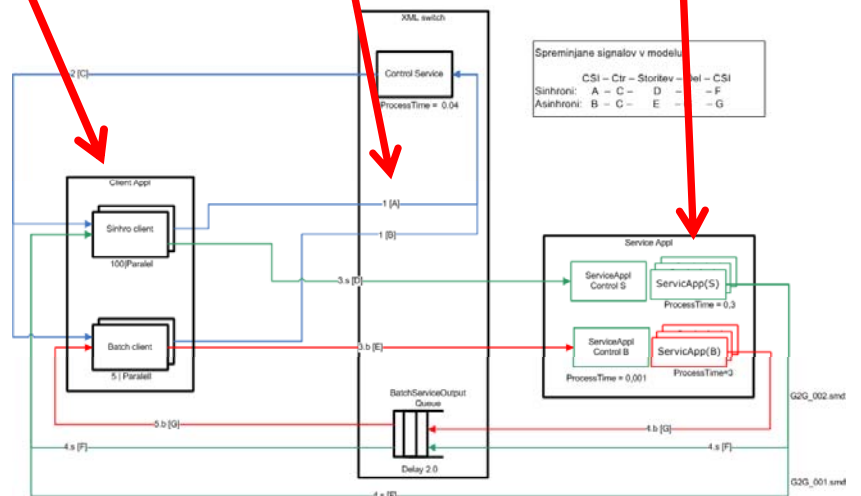 XML switch
2 [C]
Control Service
ProcessTime = 0.04
Spreminjane signalov v modelu
CSI – Ctr – Storitev – Del – CSI
Sinhroni: A – C – D – – F
Asinhroni: B – C – E – – G
Client Appl
1 [A]
Sinhro client
1 [B]
100|Paralel
Service Appl
3.s [D]
ServiceAppl
Control S
ServicApp(S)
ProcessTime = 0,3
Batch client
3.b [E]
ServiceAppl
Control B
ServicApp(B)
5 | Paralell
ProcessTime = 0,001
ProcessTime=3
BatchServiceOutput
Queue
G2G_002.smd
5.b [G]
4.b [G]
4.s [F]
4.s [F]
Delay 2.0
G2G_001.smd